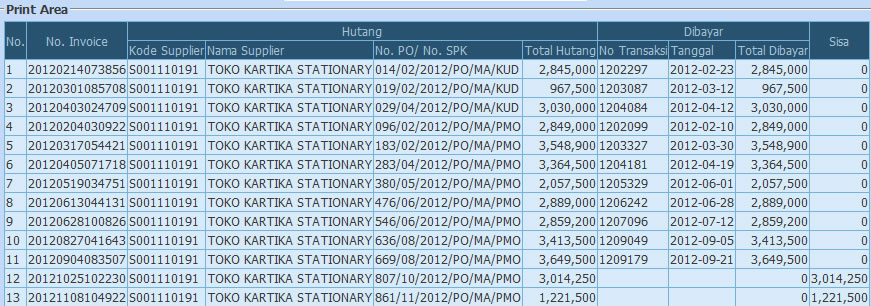 Print Area
No. No. Invoice Hutang Dibayar Sisa
Kode Supplier Nama Supplier No. PO/ No. SPK Total Hutang No Transaksi Tanggal Total Dibayar
1 20120214073856 S001110191 TOKO KARTIKA STATIONARY 014/02/2012/PO/MA/KUD 2,845,000 1202297 2012-02-23 2,845,000 0
2 20120301085708 S001110191 TOKO KARTIKA STATIONARY 019/02/2012/PO/MA/KUD 967,500 1203087 2012-03-12 967,500 0
3 20120403024709 S001110191 TOKO KARTIKA STATIONARY 029/04/2012/PO/MA/KUD 3,030,000 1204084 2012-04-12 3,030,000 0
4 20120204030922 S001110191 TOKO KARTIKA STATIONARY 096/02/2012/PO/MA/PMO 2,849,000 1202099 2012-02-10 2,849,000 0
5 20120317054421 S001110191 TOKO KARTIKA STATIONARY 183/02/2012/PO/MA/PMO 3,548,900 1203327 2012-03-30 3,548,900 0
6 20120405071718 S001110191 TOKO KARTIKA STATIONARY 283/04/2012/PO/MA/PMO 3,364,500 1204181 2012-04-19 3,364,500 0
7 20120519034751 S001110191 TOKO KARTIKA STATIONARY 380/05/2012/PO/MA/PMO 2,057,500 1205329 2012-06-01 2,057,500 0
8 20120613044131 S001110191 TOKO KARTIKA STATIONARY 476/06/2012/PO/MA/PMO 2,889,000 1206242 2012-06-28 2,889,000 0
9 20120628100826 S001110191 TOKO KARTIKA STATIONARY 546/06/2012/PO/MA/PMO 2,859,200 1207096 2012-07-12 2,859,200 0
10 20120827041643 S001110191 TOKO KARTIKA STATIONARY 636/08/2012/PO/MA/PMO 3,413,500 1209049 2012-09-05 3,413,500 0
11 20120904083507 S001110191 TOKO KARTIKA STATIONARY 669/08/2012/PO/MA/PMO 3,649,500 1209179 2012-09-21 3,649,500 0
12 20121025102230 S001110191 TOKO KARTIKA STATIONARY 807/10/2012/PO/MA/PMO 3,014,250 0 3,014,250
13 20121108104922 S001110191 TOKO KARTIKA STATIONARY 861/11/2012/PO/MA/PMO 1,221,500 0 1,221,500